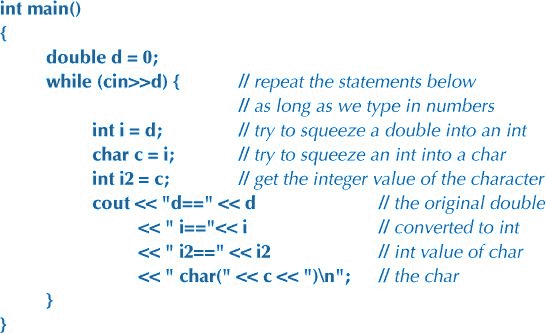 int main()
{
double d = 0;
while (cin>>d) { // repeat the statements below
// as long as we type in numbers
int i = d; // try to squeeze a double into an int
char c = i; // try to squeeze an int into a char
int i2 = c; // get the integer value of the character
cout << "d==" << d // the original double
<< " i=="<< i // converted to int
<< " i2==" << i2 // int value of char
<< " char(" << c << ")\n"; // the char
}
}